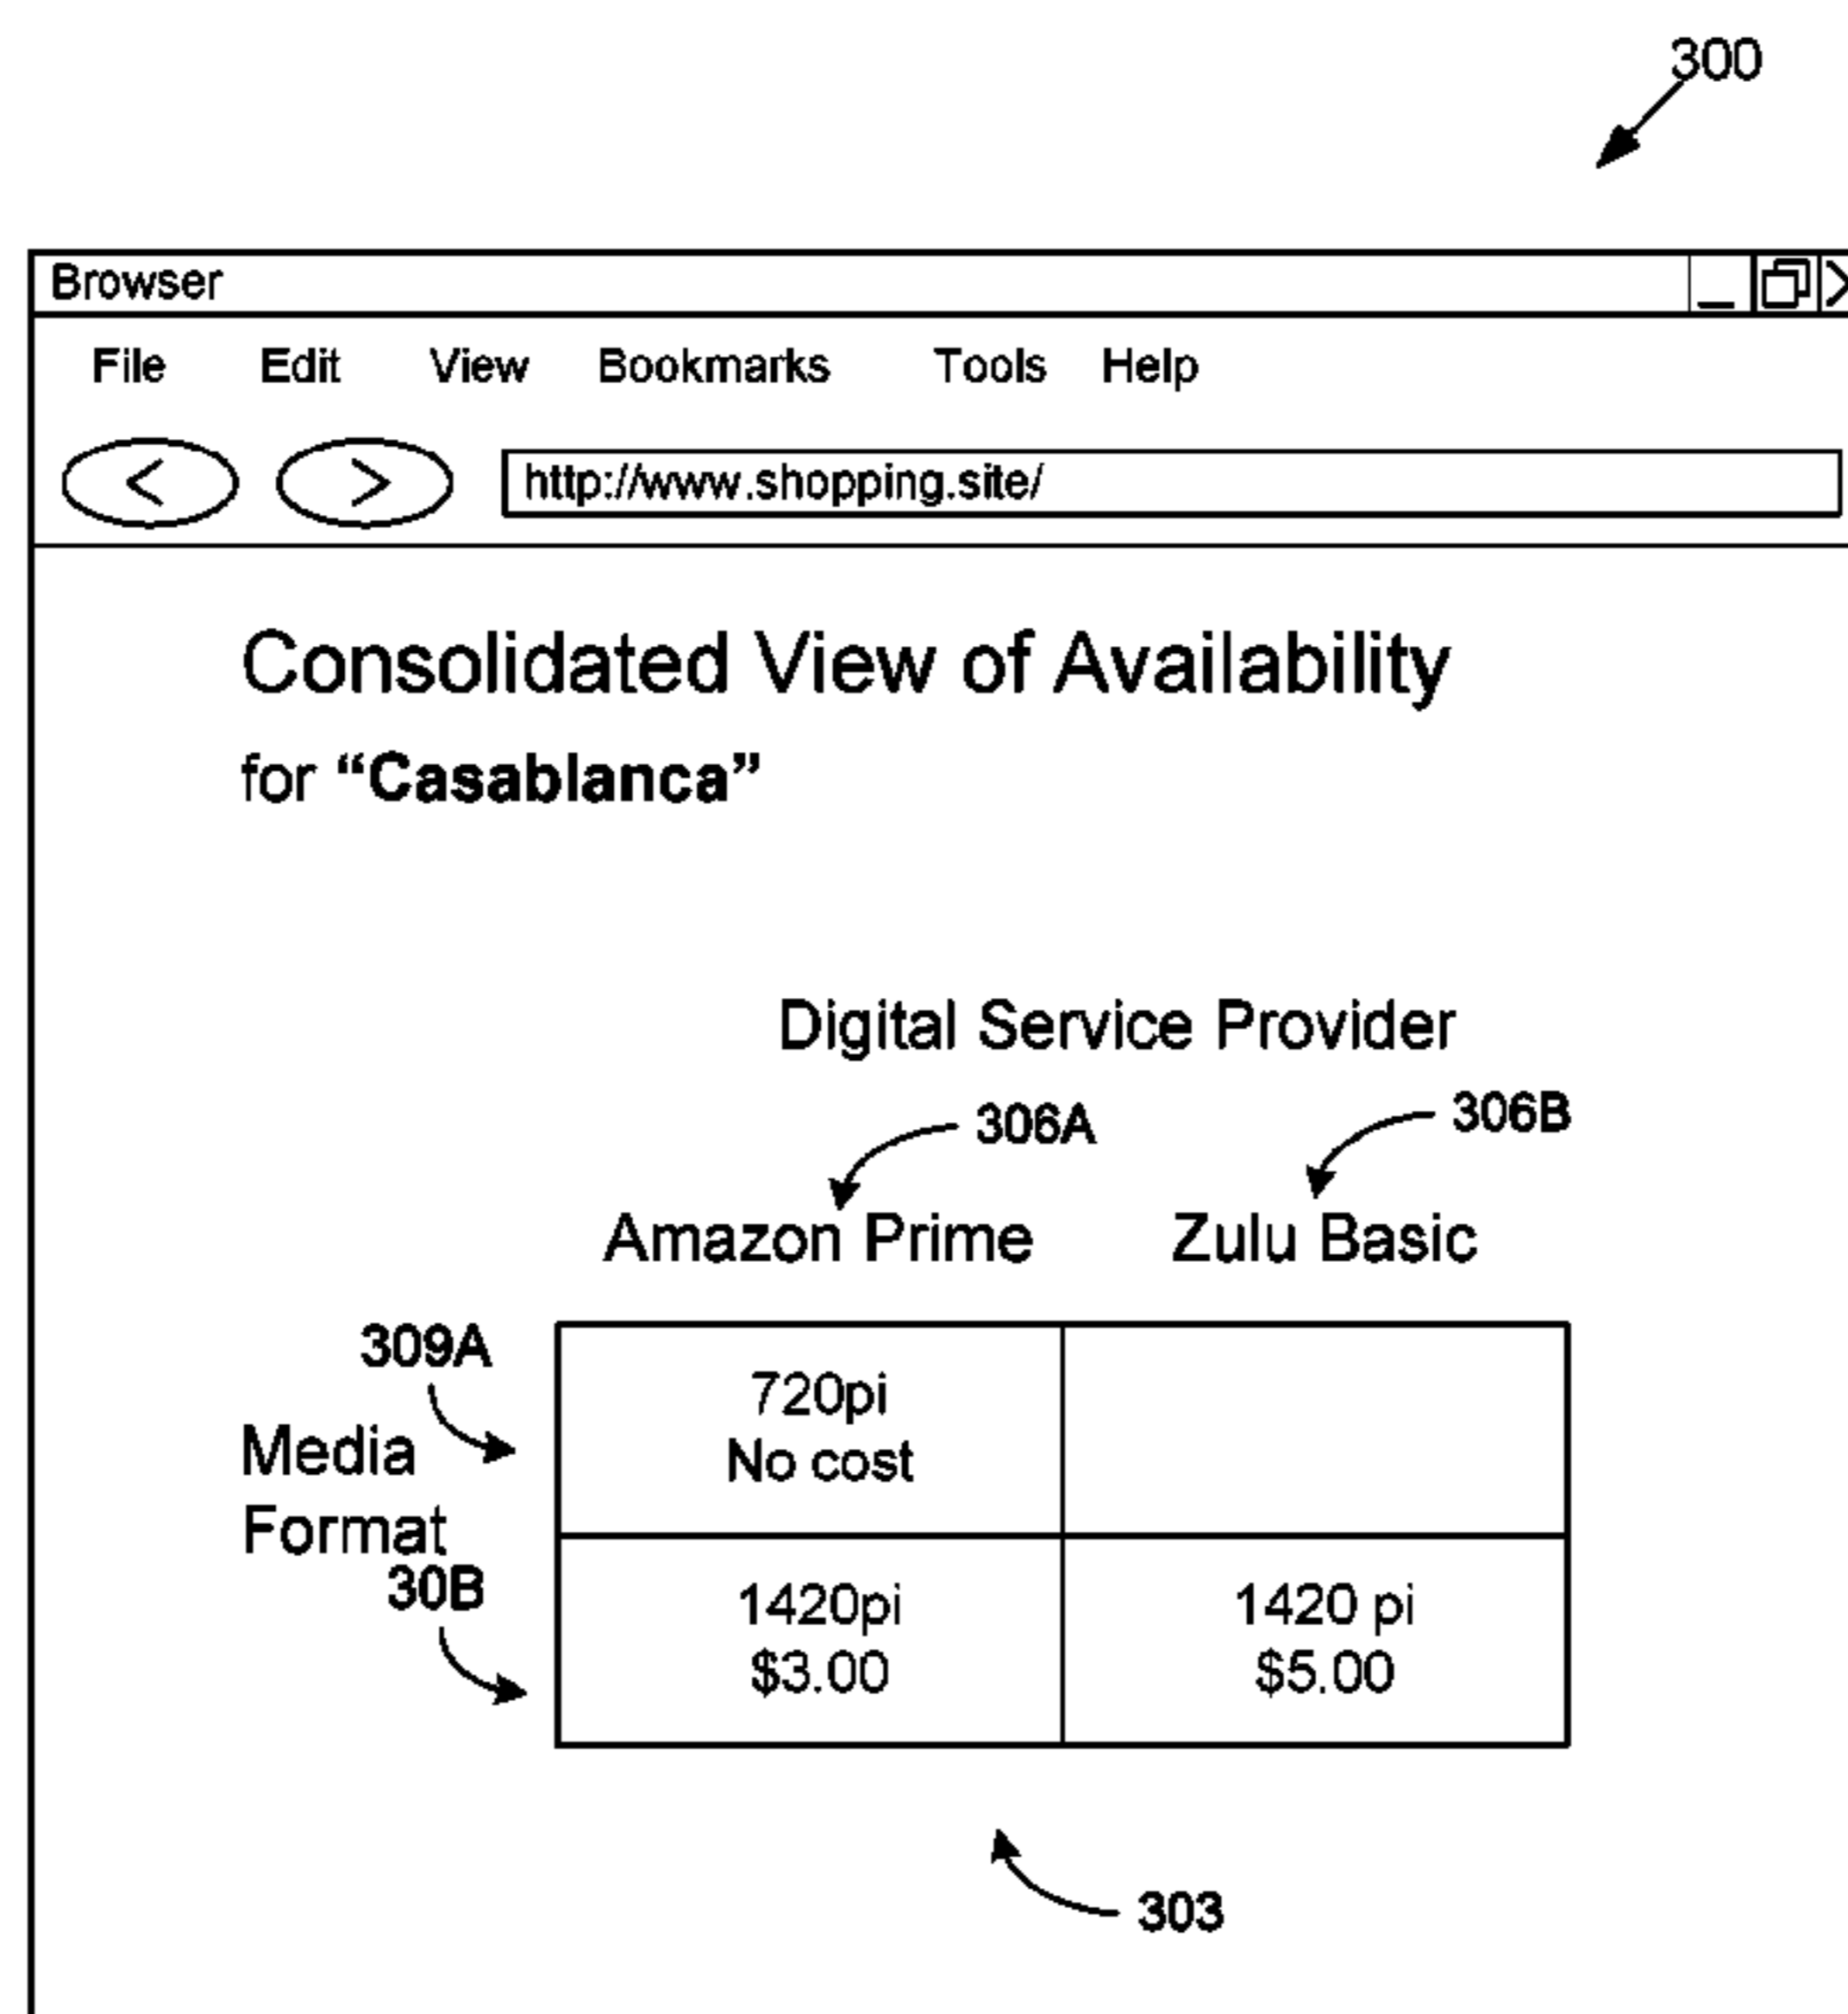 300
Browser
File Edit View Bookmarks Tools Help
< > http://www.shopping.site/
Consolidated View of Availability
for “Casablanca”
Digital Service Provider
306A 306B
Amazon Prime Zulu Basic
309A
720pi
No cost
Media
Format
30B
1420pi 1420 pi
$3.00 $5.00
303